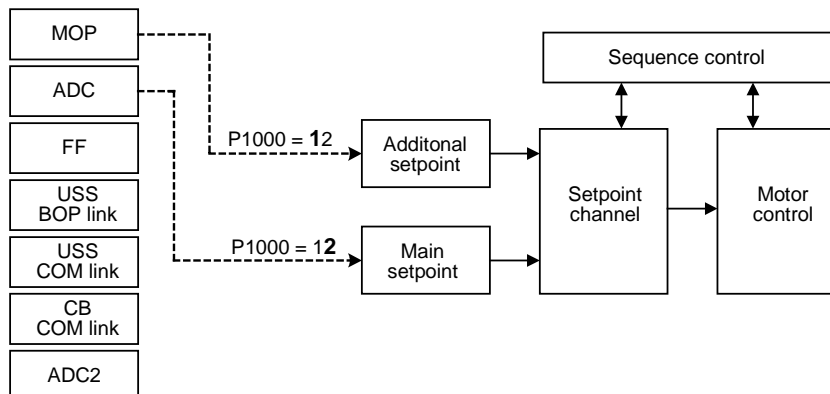 MOP
ADC
FF
USS
BOP link
USS
COM link
CB
COM link
ADC2
P1000 = 12
P1000 = 12
Additonal
setpoint
Main
setpoint
Sequence control
Setpoint
channel
Motor
control